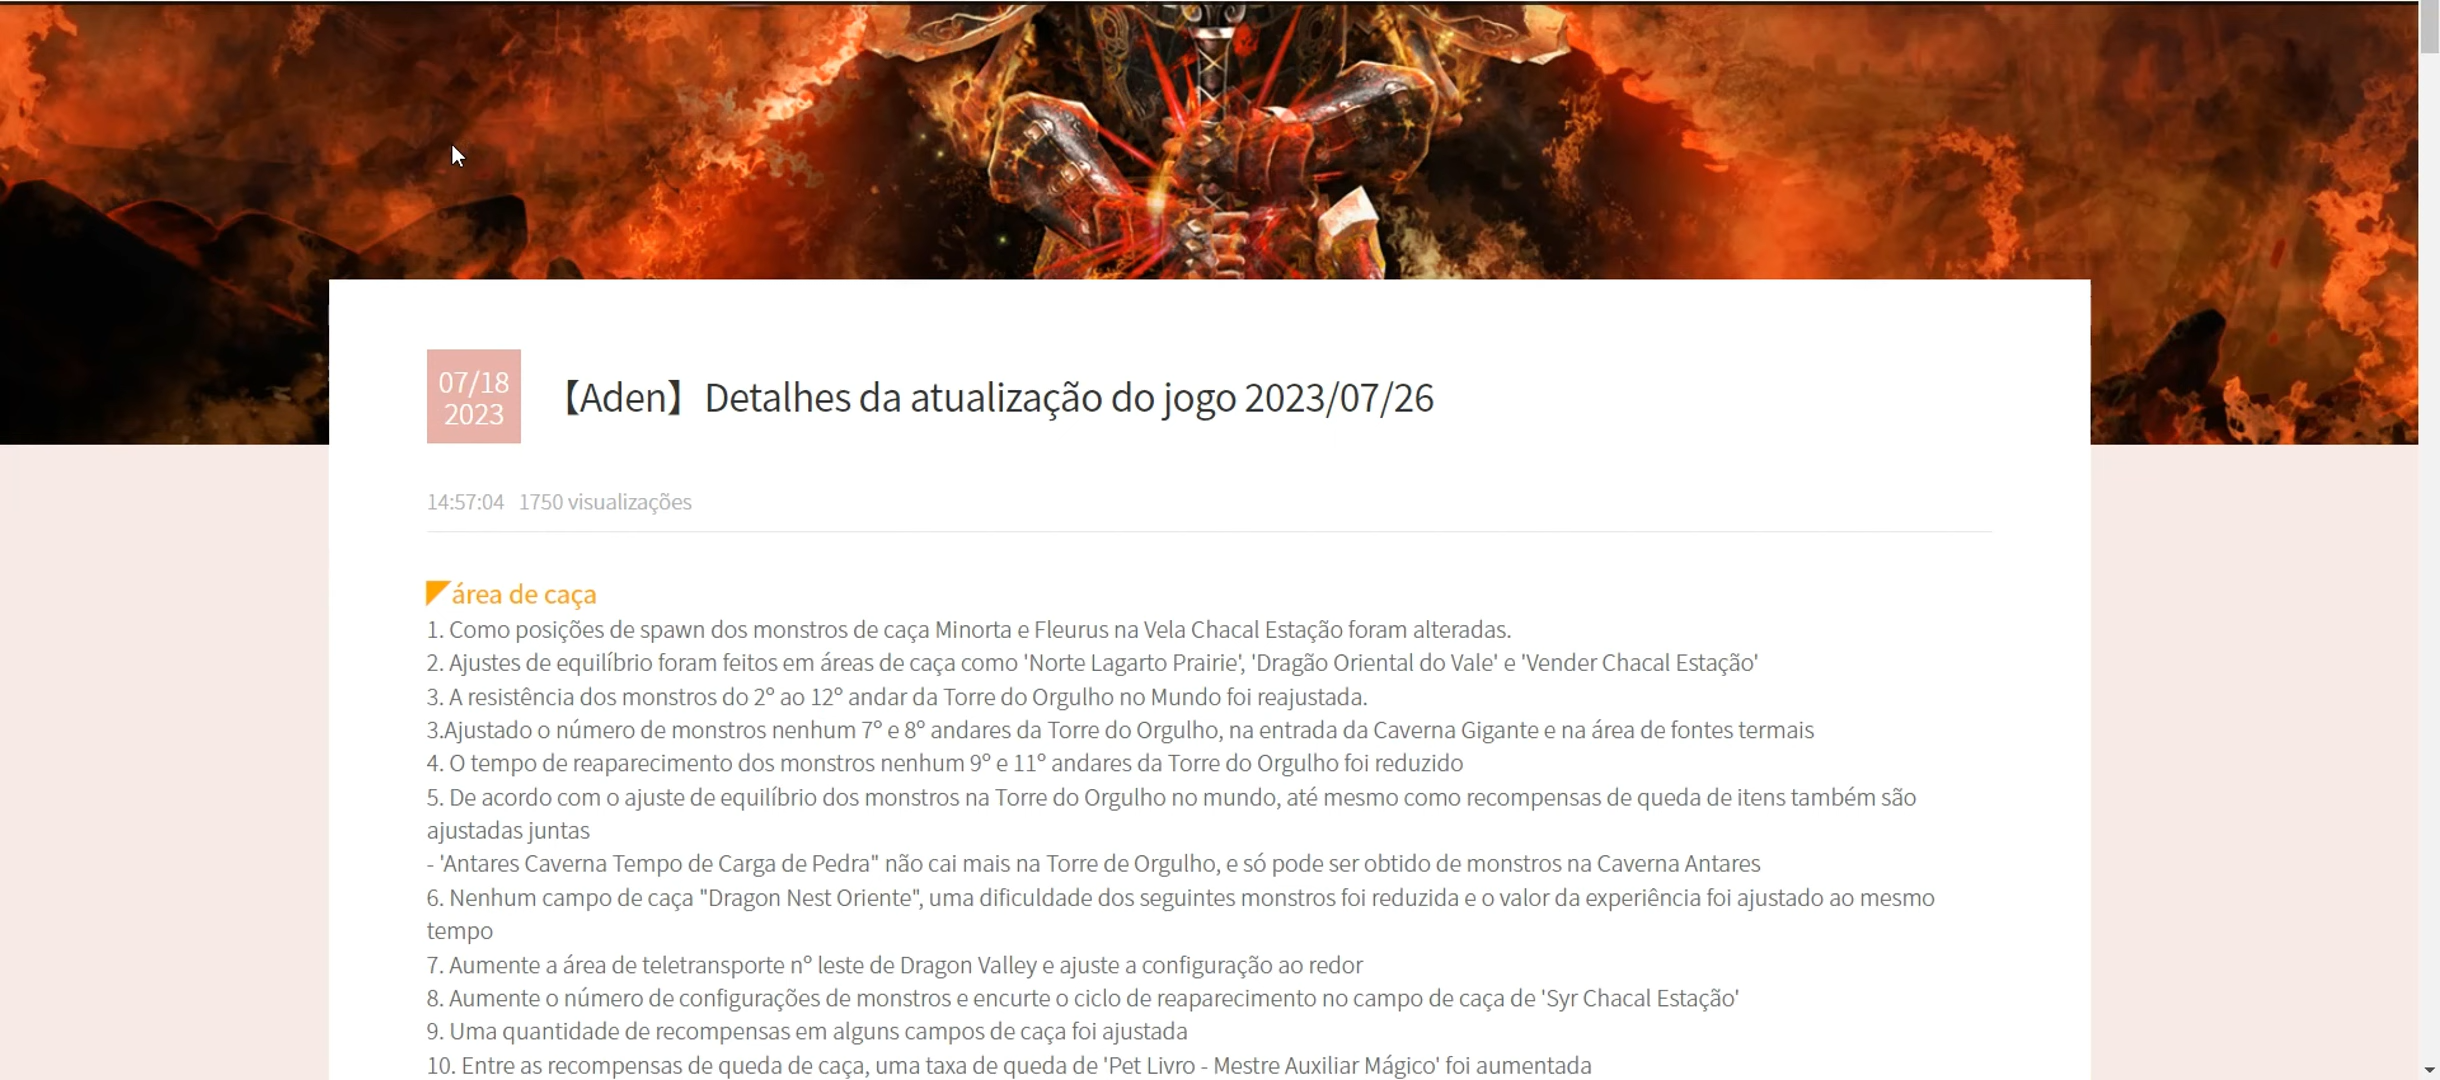 07/18
2023
【Aden】Detalhes da atualização do jogo 2023/07/26
14:57:04 1750 visualizações
área de caça
1. Como posições de spawn dos monstros de caça Minorta e Fleurus na Vela Chacal Estação foram alteradas.
2. Ajustes de equilíbrio foram feitos em áreas de caça como 'Norte Lagarto Prairie', 'Dragão Oriental do Vale' e 'Vender Chacal Estação'
3. A resistência dos monstros do 2º ao 12º andar da Torre do Orgulho no Mundo foi reajustada.
3.Ajustado o número de monstros nenhum 7º e 8º andares da Torre do Orgulho, na entrada da Caverna Gigante e na área de fontes termais
4. O tempo de reaparecimento dos monstros nenhum 9º e 11º andares da Torre do Orgulho foi reduzido
5. De acordo com o ajuste de equilíbrio dos monstros na Torre do Orgulho no mundo, até mesmo como recompensas de queda de itens também são
ajustadas juntas
- 'Antares Caverna Tempo de Carga de Pedra" não cai mais na Torre de Orgulho, e só pode ser obtido de monstros na Caverna Antares
6. Nenhum campo de caça "Dragon Nest Oriente", uma dificuldade dos seguintes monstros foi reduzida e o valor da experiência foi ajustado ao mesmo
tempo
7. Aumente a área de teletransporte nº leste de Dragon Valley e ajuste a configuração ao redor
8. Aumente o número de configurações de monstros e encurte o ciclo de reaparecimento no campo de caça de 'Syr Chacal Estação'
9. Uma quantidade de recompensas em alguns campos de caça foi ajustada
10. Entre as recompensas de queda de caça, uma taxa de queda de 'Pet Livro - Mestre Auxiliar Mágico' foi aumentada